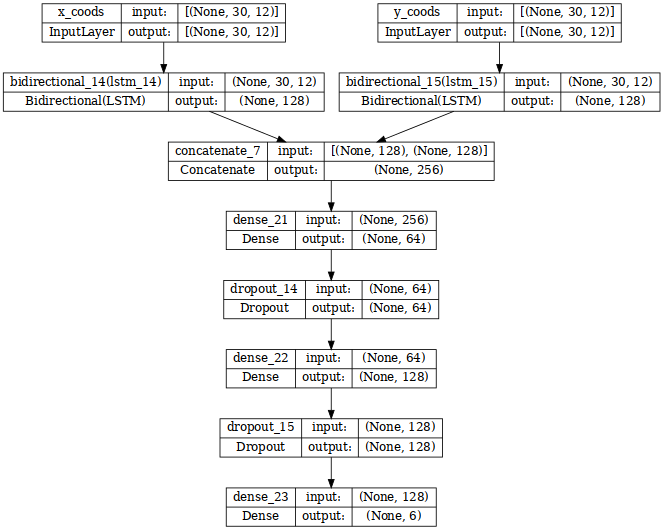 x_coods input: [(None, 30, 12)]
InputLayer output: [(None, 30, 12)]
y_coods input: [(None, 30, 12)]
InputLayer output: [(None, 30, 12)]
bidirectional_14(lstm_14) input: (None, 30, 12)
Bidirectional(LSTM) output: (None, 128)
bidirectional_15(lstm_15) input: (None, 30, 12)
Bidirectional(LSTM) output: (None, 128)
concatenate_7 input: [(None, 128), (None, 128)]
Concatenate output: (None, 256)
dense_21 input: (None, 256)
Dense output: (None, 64)
dropout_14 input: (None, 64)
Dropout output: (None, 64)
dense_22 input: (None, 64)
Dense output: (None, 128)
dropout_15 input: (None, 128)
Dropout output: (None, 128)
dense_23 input: (None, 128)
Dense output: (None, 6)